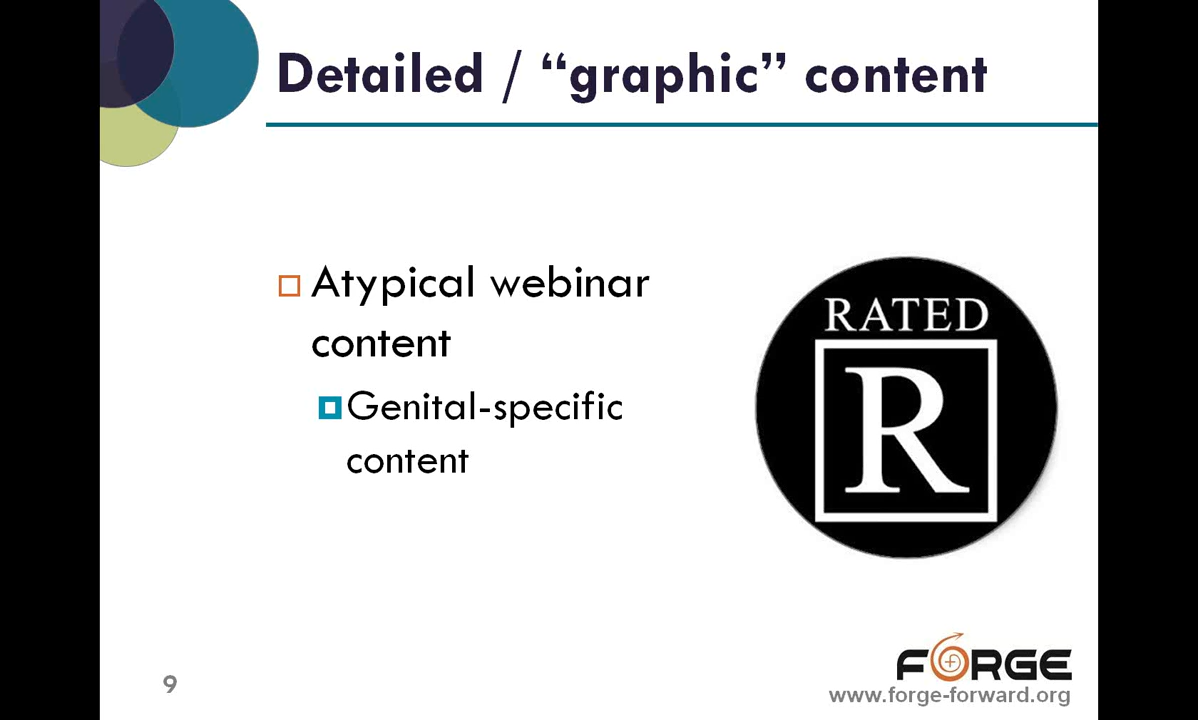 Detailed / “graphic” content
Atypical webinar
content
Genital-specific
content
RATED
R
FORGE
www.forge-forward.org
9